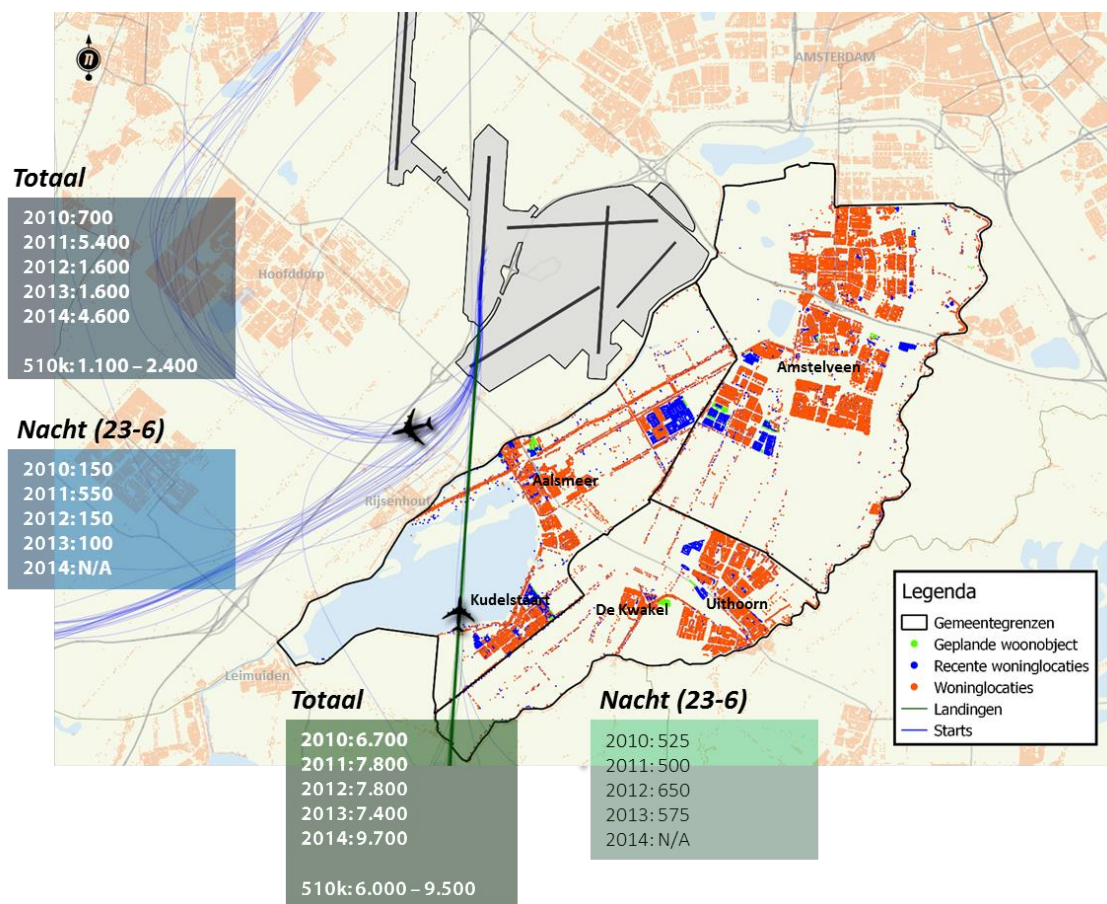 n
AMSTERDAM
Totaal
2010: 700
2011: 5.400
2012: 1.600
2013: 1.600
2014: 4.600
510k: 1.100 – 2.400
Hoofddorp
Amstelveen
Nacht (23-6)
2010: 150
2011: 550
2012: 150
2013: 100
2014: N/A
Aalsmeer
Rijsenhout
Kudelstaart
De Kwakel
Uithoorn
Leimuiden
Legenda
Gemeentegrenzen
Geplande woonobject
Recente woninglocaties
Woninglocaties
Landingen
Starts
Totaal
2010: 6.700
2011: 7.800
2012: 7.800
2013: 7.400
2014: 9.700
510k: 6.000 – 9.500
Nacht (23-6)
2010: 525
2011: 500
2012: 650
2013: 575
2014: N/A